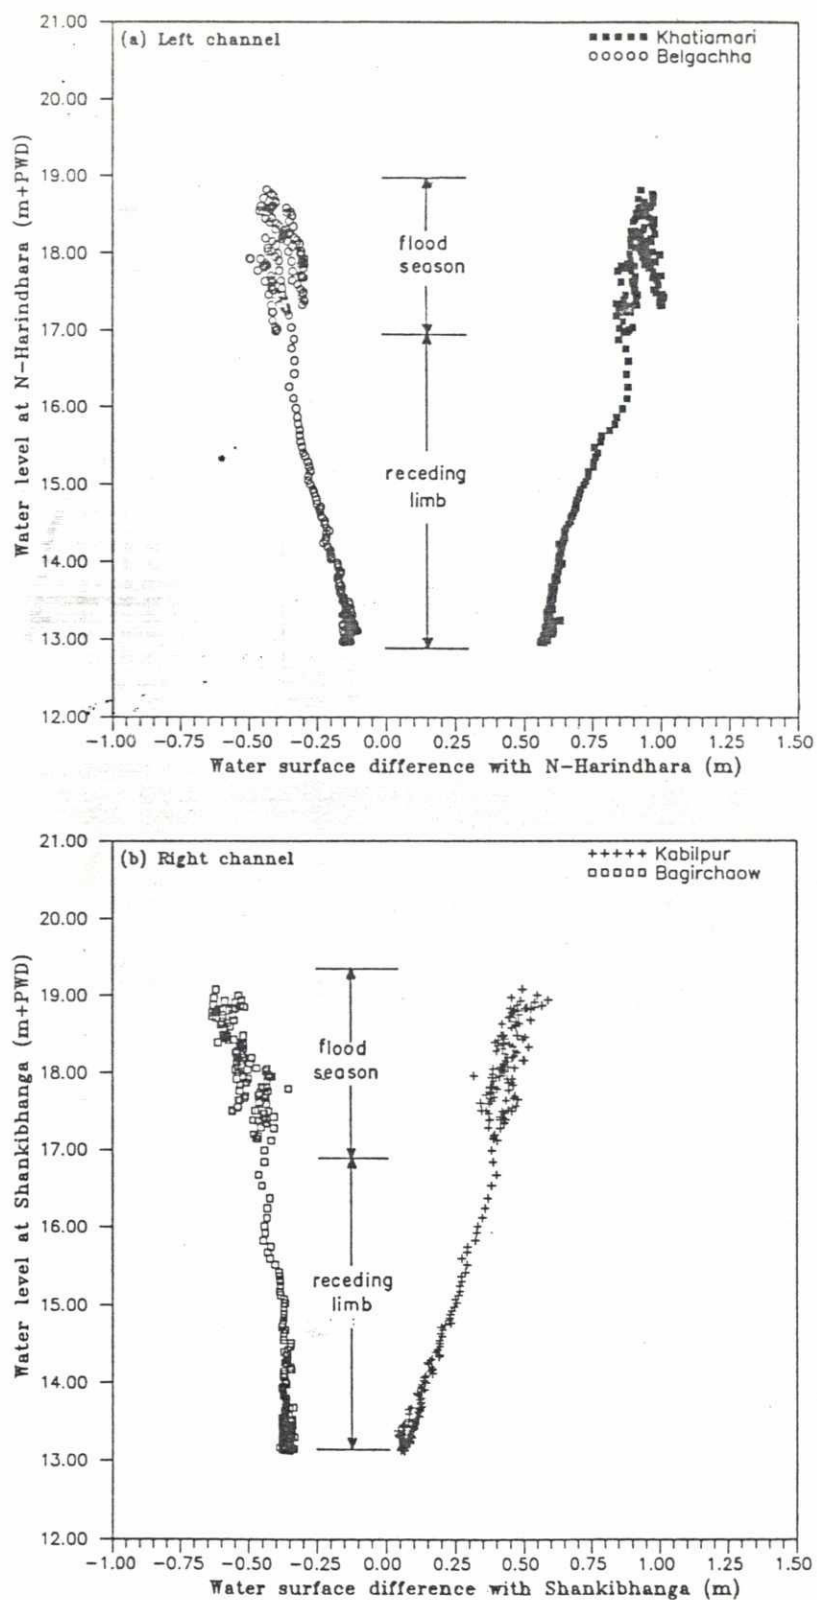 21.00
(a) Left channel
Khatiamari
Belgachha
20.00
19.00
18.00
17.00
16.00
15.00
14.00
13.00
12.00
Water level at N-Harindhara (m+PWD)
flood
season
receding
limb
-1.00 -0.75 -0.50 -0.25 0.00 0.25 0.50 0.75 1.00 1.25 1.50
Water surface difference with N-Harindhara (m)
21.00
(b) Right channel
+++++ Kabilpur
Bagirchaow
20.00
19.00
18.00
17.00
16.00
15.00
14.00
13.00
12.00
Water level at Shankibhanga (m+PWD)
flood
season
receding
limb
-1.00 -0.75 -0.50 -0.25 0.00 0.25 0.50 0.75 1.00 1.25 1.50
Water surface difference with Shankibhanga (m)